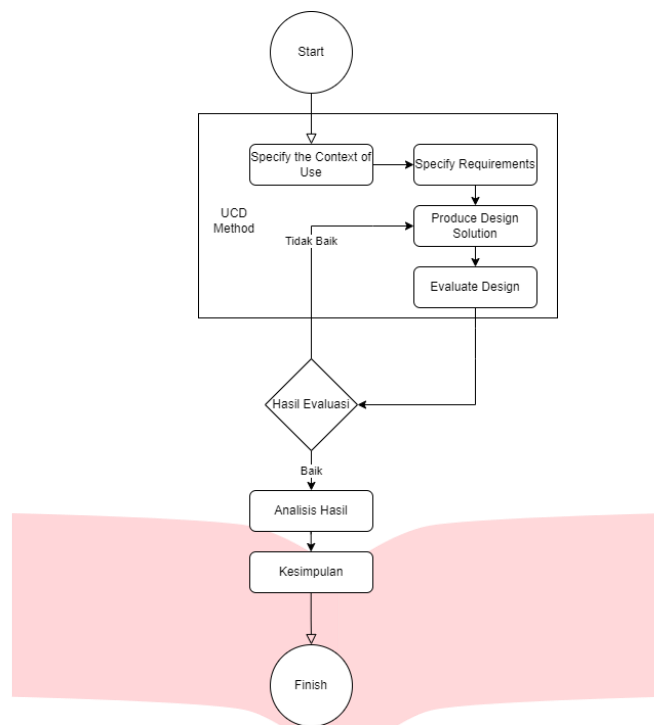 Start
Specify the Context of
Use
Specify Requirements
UCD
Method
Produce Design
Solution
Tidak Baik
Evaluate Design
Hasil Evaluasi
Baik
Analisis Hasil
Kesimpulan
Finish